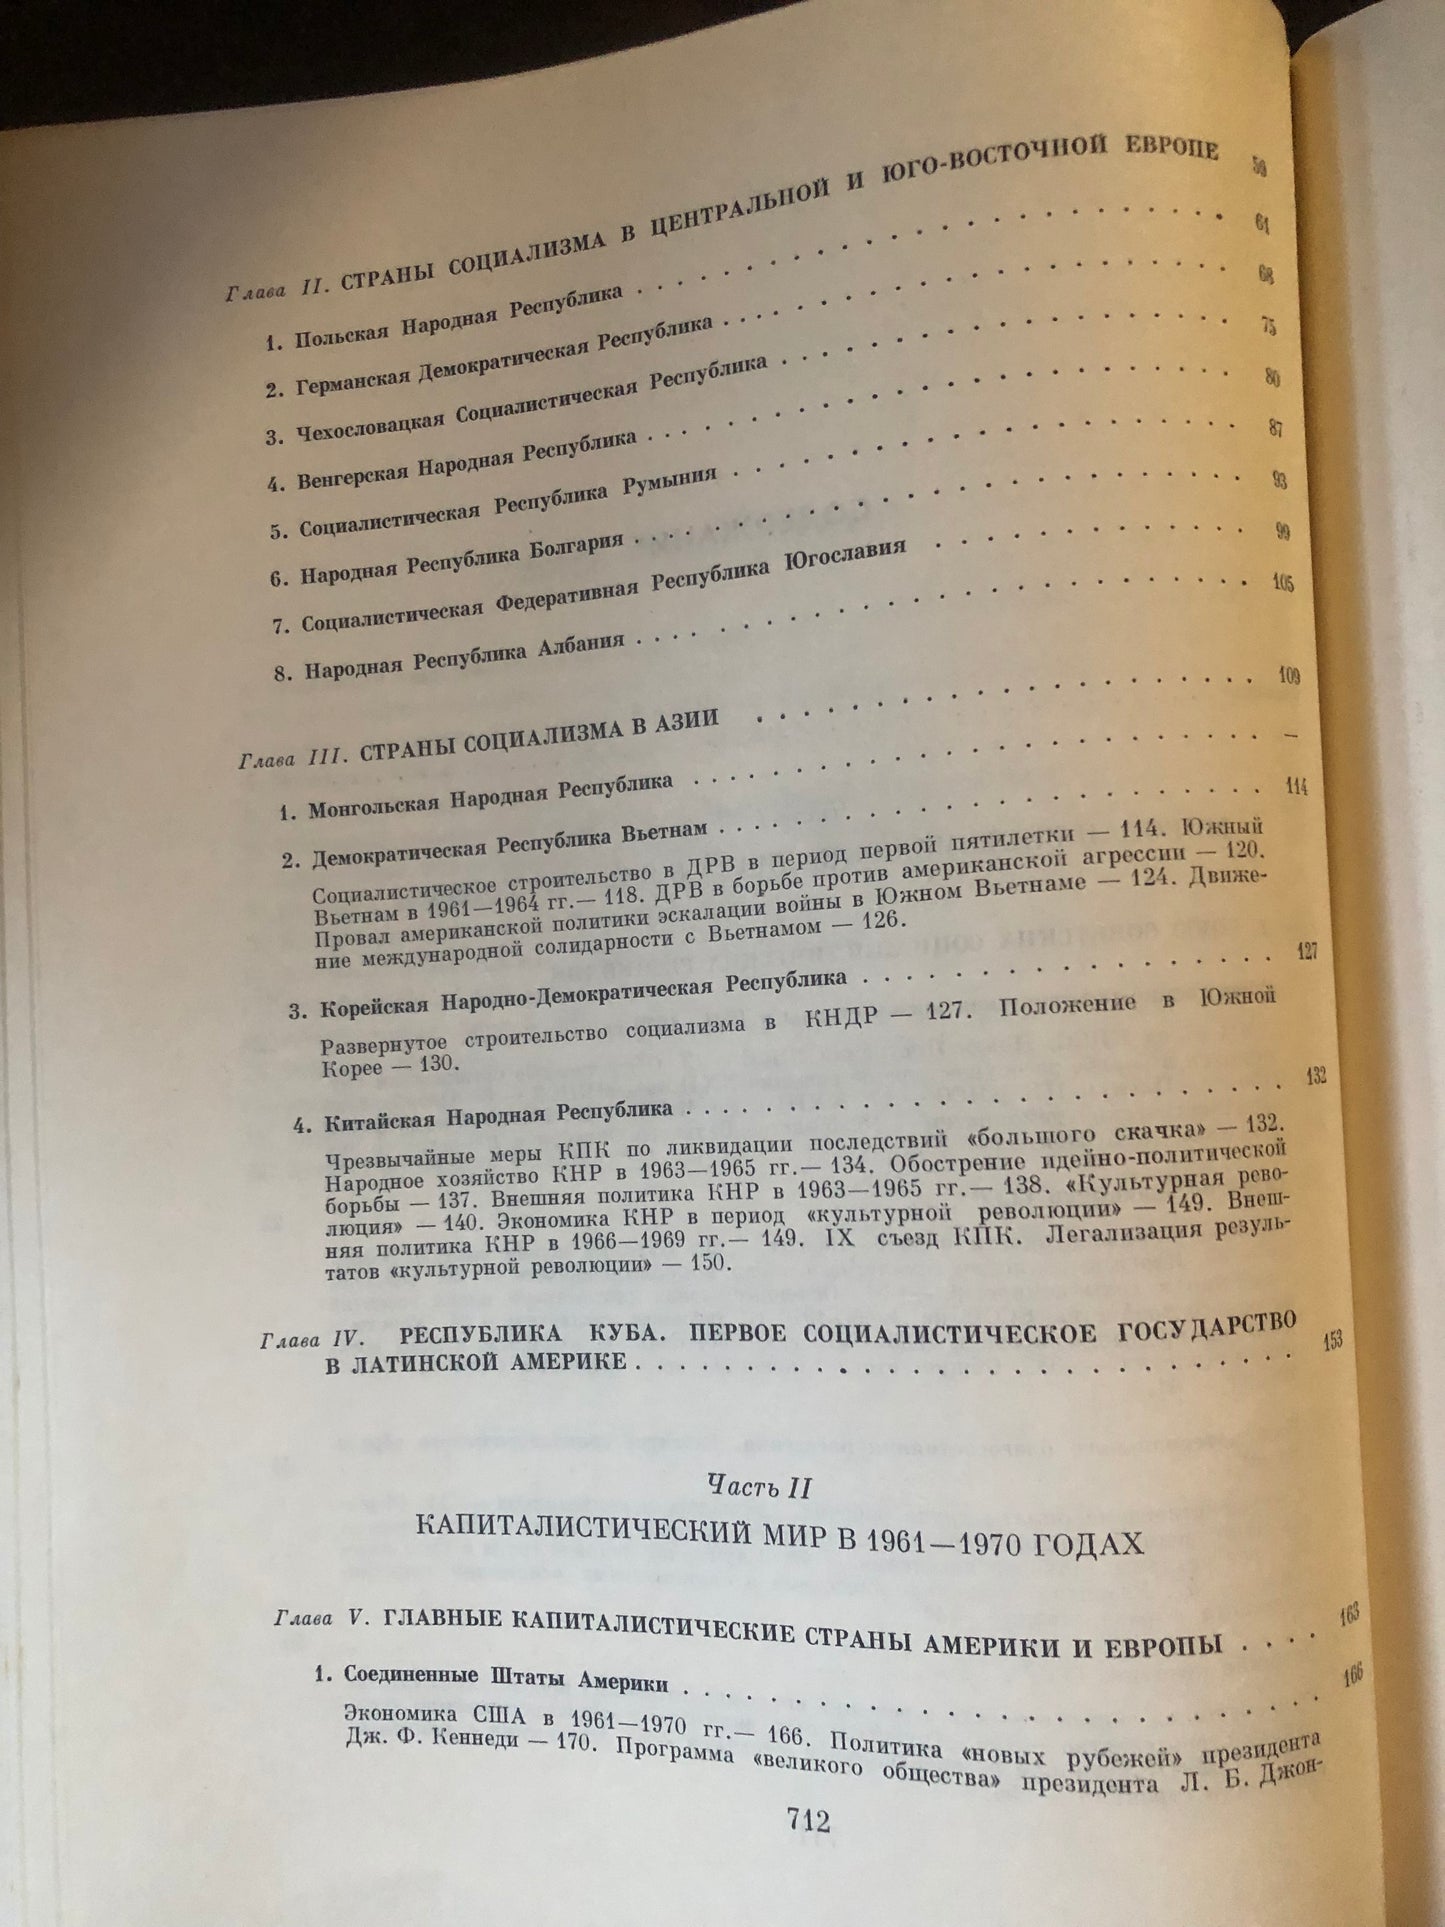 Глава II. СТРАНЫ СОЦИАЛИЗМА В ЦЕНТРАЛЬНОЙ И ЮГО-ВОСТОЧНОЙ ЕВРОПЕ
1. Польская Народная Республика . . . . . . . . . . . . . . . . . . . . 61
2. Германская Демократическая Республика . . . . . . . . . . . . . . . . 68
3. Чехословацкая Социалистическая Республика . . . . . . . . . . . . . . 75
4. Венгерская Народная Республика . . . . . . . . . . . . . . . . . . . . 80
5. Социалистическая Республика Румыния . . . . . . . . . . . . . . . . . 87
6. Народная Республика Болгария . . . . . . . . . . . . . . . . . . . . 93
7. Социалистическая Федеративная Республика Югославия . . . . . . . . . . 99
8. Народная Республика Албания . . . . . . . . . . . . . . . . . . . . 105
Глава III. СТРАНЫ СОЦИАЛИЗМА В АЗИИ . . . . . . . . . . . . . . . . . 109
1. Монгольская Народная Республика . . . . . . . . . . . . . . . . . . . —
2. Демократическая Республика Вьетнам . . . . . . . . . . . . . . . . . 114
Социалистическое строительство в ДРВ в период первой пятилетки — 114. Южный
Вьетнам в 1961—1964 гг.— 118. ДРВ в борьбе против американской агрессии — 120.
Провал американской политики эскалации войны в Южном Вьетнаме — 124. Движе-
ние международной солидарности с Вьетнамом — 126.
3. Корейская Народно-Демократическая Республика . . . . . . . . . . . . 127
Развернутое строительство социализма в КНДР — 127. Положение в Южной
Корее — 130.
4. Китайская Народная Республика . . . . . . . . . . . . . . . . . . . 132
Чрезвычайные меры КПК по ликвидации последствий «большого скачка» — 132.
Народное хозяйство КНР в 1963—1965 гг.— 134. Обострение идейно-политической
борьбы — 137. Внешняя политика КНР в 1963—1965 гг.— 138. «Культурная рево-
люция» — 140. Экономика КНР в период «культурной революции» — 149. Внеш-
няя политика КНР в 1966—1969 гг.— 149. IX съезд КПК. Легализация резуль-
татов «культурной революции» — 150.
Глава IV. РЕСПУБЛИКА КУБА. ПЕРВОЕ СОЦИАЛИСТИЧЕСКОЕ ГОСУДАРСТВО
В ЛАТИНСКОЙ АМЕРИКЕ . . . . . . . . . . . . . . . . . . . . . . . . 153
Часть II
КАПИТАЛИСТИЧЕСКИЙ МИР В 1961—1970 ГОДАХ
Глава V. ГЛАВНЫЕ КАПИТАЛИСТИЧЕСКИЕ СТРАНЫ АМЕРИКИ И ЕВРОПЫ . . . . 163
1. Соединенные Штаты Америки . . . . . . . . . . . . . . . . . . . . . 166
Экономика США в 1961—1970 гг.— 166. Политика «новых рубежей» президента
Дж. Ф. Кеннеди — 170. Программа «великого общества» президента Л. Б. Джон-
712